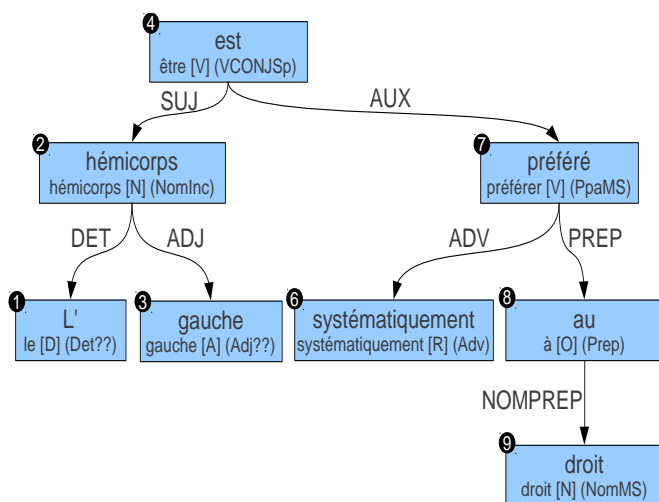 4
est
être [V] (VCONJSp)
SUJ
AUX
2
hémicorps
hémicorps [N] (NomInc)
7
préféré
préférer [V] (PpaMS)
DET
ADJ
ADV
PREP
1
L'
le [D] (Det??)
3
gauche
gauche [A] (Adj??)
6
systématiquement
systématiquement [R] (Adv)
8
au
à [O] (Prep)
NOMPREP
9
droit
droit [N] (NomMS)